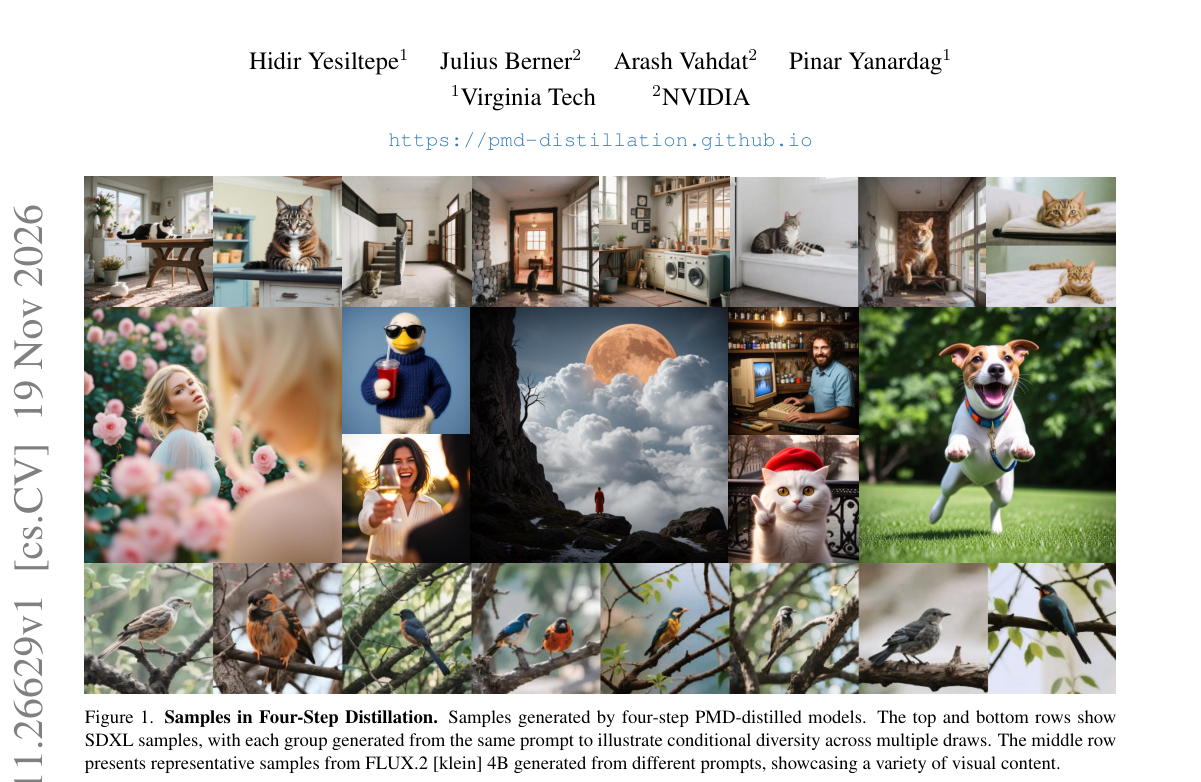 Hidir Yesiltepe¹ Julius Berner² Arash Vahdat² Pinar Yanardag¹
¹Virginia Tech ²NVIDIA
https://pmd-distillation.github.io
1.26629v1 [cs.CV] 19 Nov 2026
Figure 1. Samples in Four-Step Distillation. Samples generated by four-step PMD-distilled models. The top and bottom rows show
SDXL samples, with each group generated from the same prompt to illustrate conditional diversity across multiple draws. The middle row
presents representative samples from FLUX.2 [klein] 4B generated from different prompts, showcasing a variety of visual content.